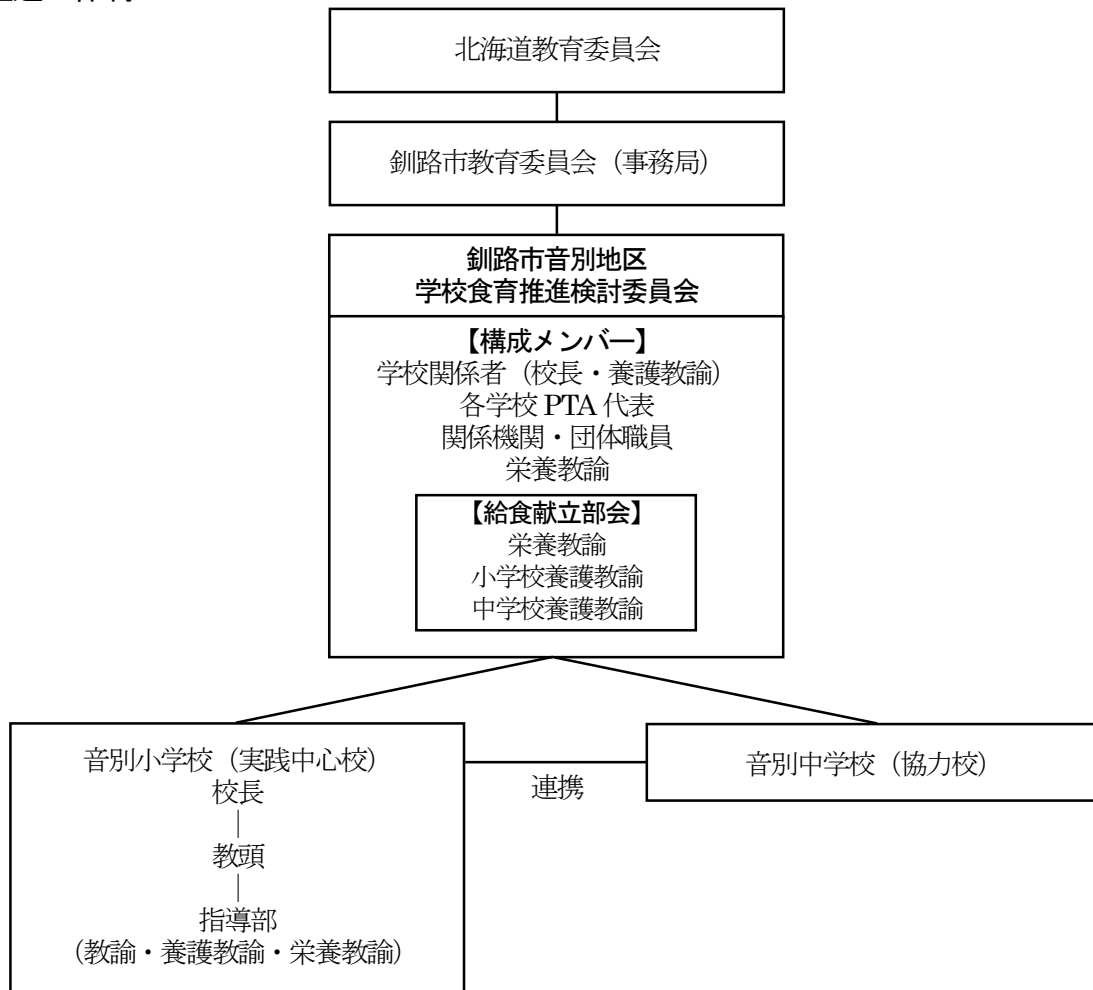 北海道教育委員会
釧路市教育委員会（事務局）
釧路市音別地区
学校食育推進検討委員会
【構成メンバー】
学校関係者（校長・養護教諭）
各学校 PTA 代表
関係機関・団体職員
栄養教諭
【給食献立部会】
栄養教諭
小学校養護教諭
中学校養護教諭
音別小学校（実践中心校）
校長
｜
教頭
｜
指導部
（教諭・養護教諭・栄養教諭）
連携
音別中学校（協力校）